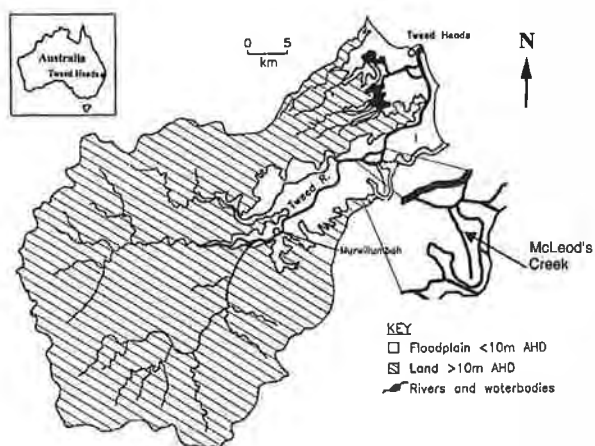 Australia
Tweed Heads
0 5
km
Tweed Heads
N
Tweed R.
Murwillumbah
McLeod's
Creek
KEY
Floodplain <10m AHD
Land >10m AHD
Rivers and waterbodies